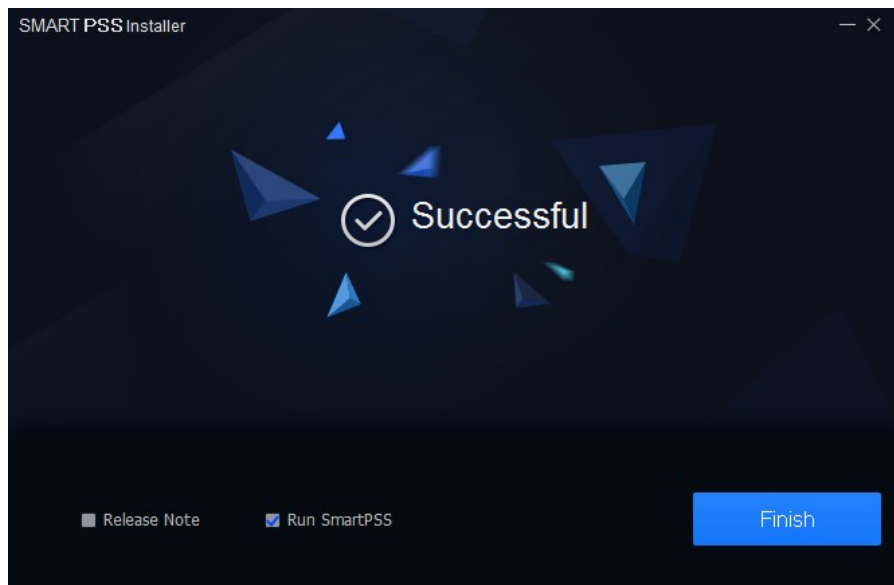 SMART PSS Installer
Successful
Release Note
Run SmartPSS
Finish